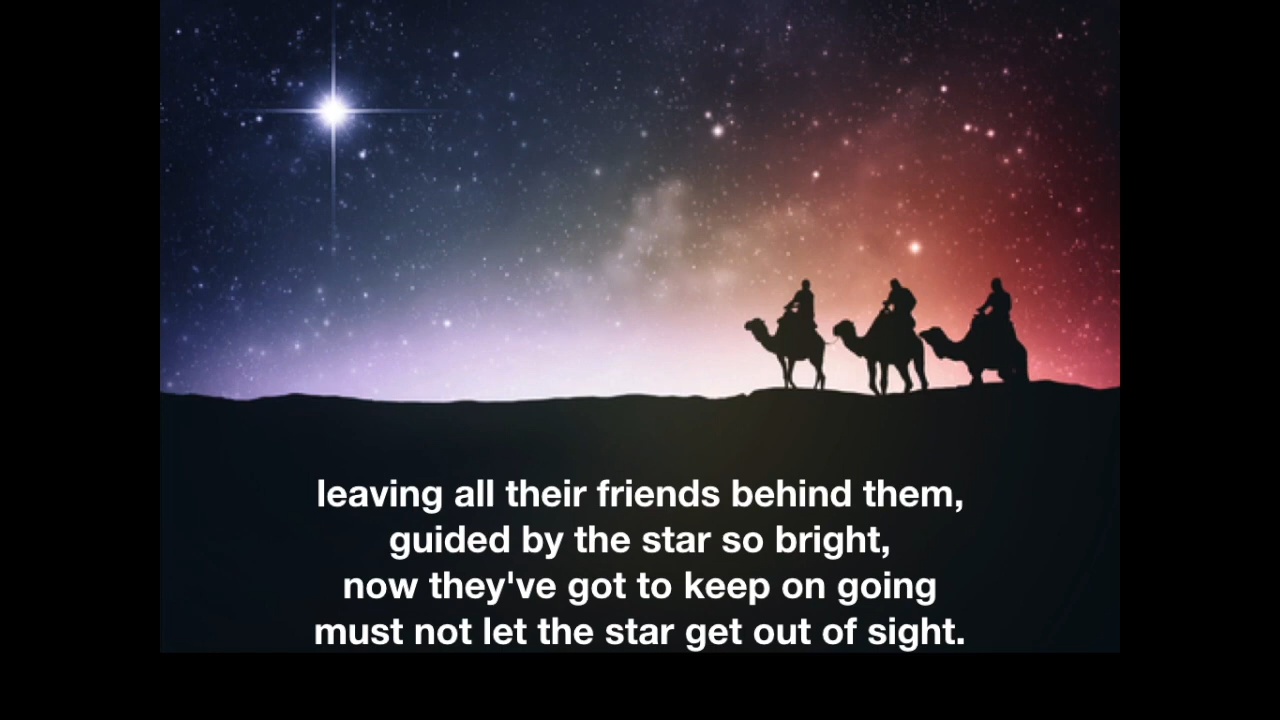 leaving all their friends behind them,
guided by the star so bright,
now they've got to keep on going
must not let the star get out of sight.